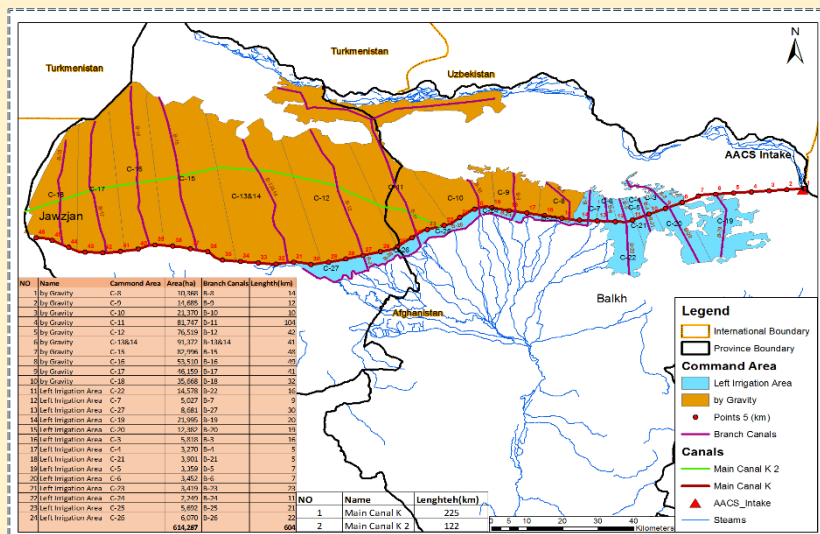 Turkmenistan
Turkmenistan
Uzbekistan
N
AACS Intake
C-9
C-8
C-10
C-11
C-12
C-13&14
C-15
C-16
C-17
C-18
C-7
C-3
C-5
C-19
C-21
C-22
C-27
Jawzjan
Balkh
Afghanistan
NO Name Cammond Area Area(ha) Branch Canals Lenghth(km)
1 by Gravity C-8 10,368 B-8 14
2 by Gravity C-9 14,685 B-9 12
3 by Gravity C-10 21,370 B-10 10
4 by Gravity C-11 81,747 B-11 104
5 by Gravity C-12 76,519 B-12 42
6 by Gravity C-13&14 91,372 B-13&14 41
7 by Gravity C-15 82,996 B-15 48
8 by Gravity C-16 53,510 B-16 49
9 by Gravity C-17 46,159 B-17 41
10 by Gravity C-18 35,668 B-18 32
11 Left Irrigation Area C-22 14,578 B-22 16
12 Left Irrigation Area C-7 5,027 B-7 9
13 Left Irrigation Area C-27 8,681 B-27 30
14 Left Irrigation Area C-19 21,995 B-19 20
15 Left Irrigation Area C-20 12,382 B-20 19
16 Left Irrigation Area C-3 5,818 B-3 16
17 Left Irrigation Area C-4 3,270 B-4 5
18 Left Irrigation Area C-21 3,901 B-21 5
19 Left Irrigation Area C-5 3,359 B-5 7
20 Left Irrigation Area C-6 3,452 B-6 7
21 Left Irrigation Area C-23 3,419 B-23 23
22 Left Irrigation Area C-24 2,249 B-24 11
23 Left Irrigation Area C-25 5,692 B-25 21
24 Left Irrigation Area C-26 6,070 B-26 22
614,287 604
NO Name Lenghteh(km)
1 Main Canal K 225
2 Main Canal K 2 122
0 5 10 20 30 40
Kilometers
Legend
International Boundary
Province Boundary
Command Area
Left Irrigation Area
by Gravity
Points 5 (km)
Branch Canals
Canals
Main Canal K 2
Main Canal K
AACS_Intake
Steams